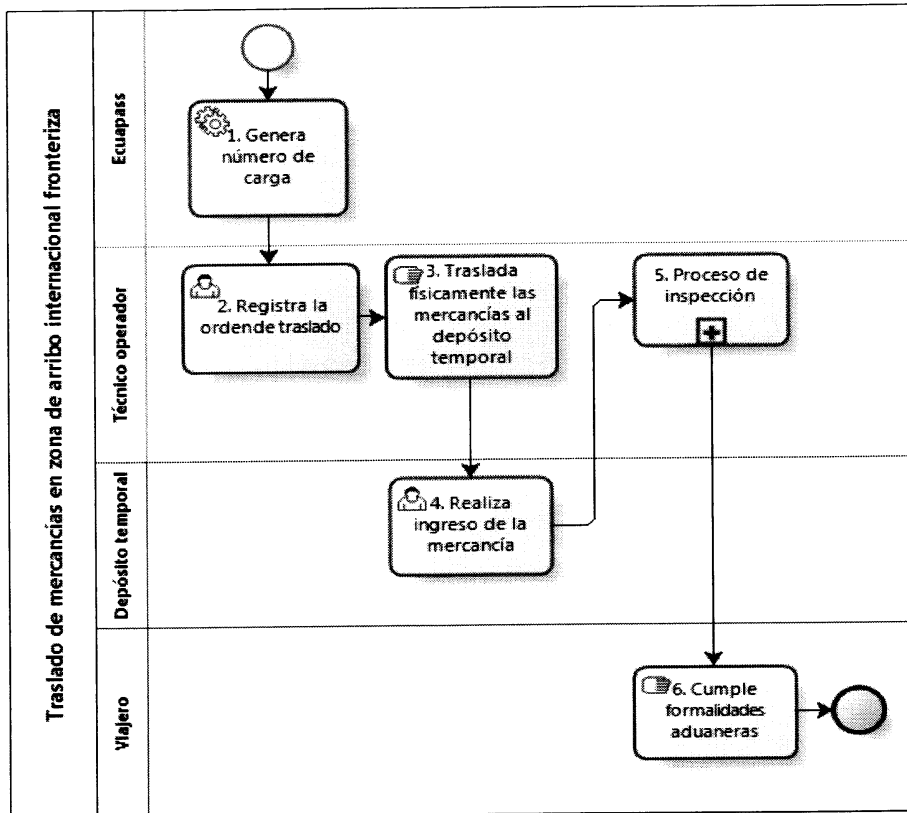 Traslado de mercancías en zona de arribo internacional fronteriza
Ecuapass
1. Genera
número de
carga
Técnico operador
2. Registra la
orden de traslado
3. Traslada
físicamente las
mercancías al
depósito
temporal
5. Proceso de
inspección
Depósito temporal
4. Realiza
ingreso de la
mercancía
Viajero
6. Cumple
formalidades
aduaneras